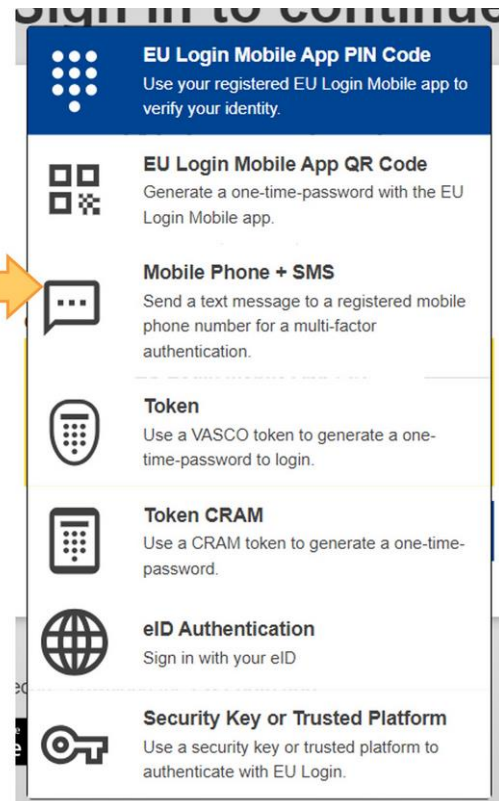 Sign in to continue
EU Login Mobile App PIN Code
Use your registered EU Login Mobile app to
verify your identity.
EU Login Mobile App QR Code
Generate a one-time-password with the EU
Login Mobile app.
Mobile Phone + SMS
Send a text message to a registered mobile
phone number for a multi-factor
authentication.
Token
Use a VASCO token to generate a one-
time-password to login.
Token CRAM
Use a CRAM token to generate a one-time-
password.
eID Authentication
Sign in with your eID
Security Key or Trusted Platform
Use a security key or trusted platform to
authenticate with EU Login.